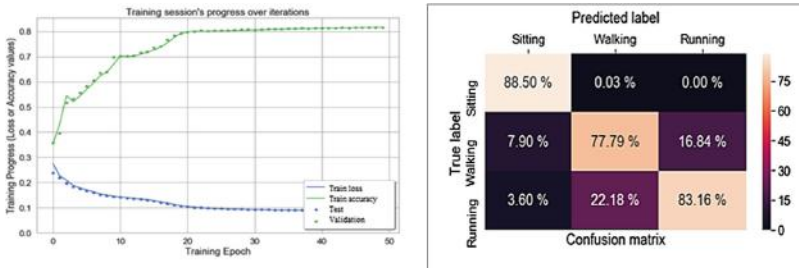 Training session's progress over iterations
Training Progress (Loss or Accuracy values)
0.8
0.7
0.6
0.5
0.4
0.3
0.2
0.1
0.0
0
10
20
30
40
50
Training Epoch
Train loss
Train accuracy
Test
Validation
Predicted label
Sitting Walking Running
True label
Sitting
Walking
Running
88.50 % 0.03 % 0.00 %
7.90 % 77.79 % 16.84 %
3.60 % 22.18 % 83.16 %
Confusion matrix
75
60
45
30
15
0